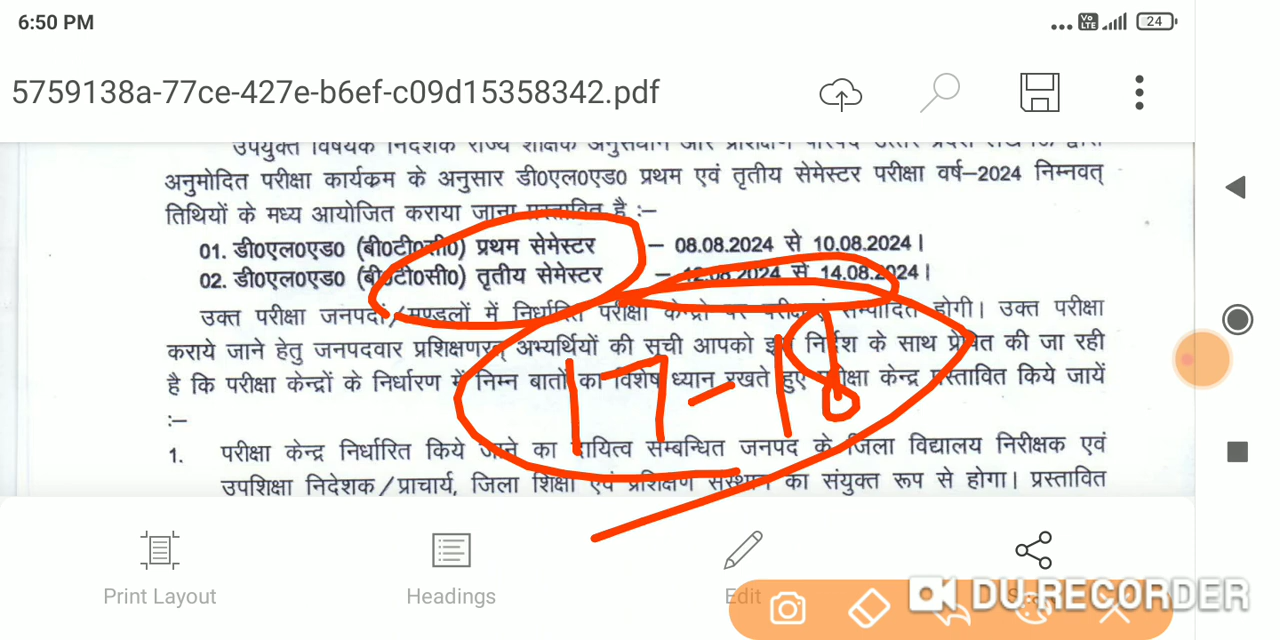 6:50 PM
Vo LTE 24
5759138a-77ce-427e-b6ef-c09d15358342.pdf
अनुमोदित परीक्षा कार्यक्रम के अनुसार डी0एल0एड0 प्रथम एवं तृतीय सेमेस्टर परीक्षा वर्ष–2024 निम्नवत्
तिथियों के मध्य आयोजित कराया जाना प्रस्तावित है :–
01. डी0एल0एड0 (बी0टी0सी0) प्रथम सेमेस्टर – 08.08.2024 से 10.08.2024।
02. डी0एल0एड0 (बी0टी0सी0) तृतीय सेमेस्टर – 12.08.2024 से 14.08.2024।
उक्त परीक्षा जनपदों/मण्डलों में निर्धारित परीक्षा केन्द्रो पर परीक्षाएं सम्पादित होगी। उक्त परीक्षा
कराये जाने हेतु जनपदवार प्रशिक्षणरत् अभ्यर्थियों की सूची आपको इस निर्देश के साथ प्रेषित की जा रही
है कि परीक्षा केन्द्रों के निर्धारण में निम्न बातों का विशेष ध्यान रखते हुए परीक्षा केन्द्र प्रस्तावित किये जायें
:–
17-18
1. परीक्षा केन्द्र निर्धारित किये जाने का दायित्व सम्बन्धित जनपद के जिला विद्यालय निरीक्षक एवं
उपशिक्षा निदेशक/प्राचार्य, जिला शिक्षा एवं प्रशिक्षण संस्थान का संयुक्त रूप से होगा। प्रस्तावित
Print Layout
Headings
Edit
DU RECORDER